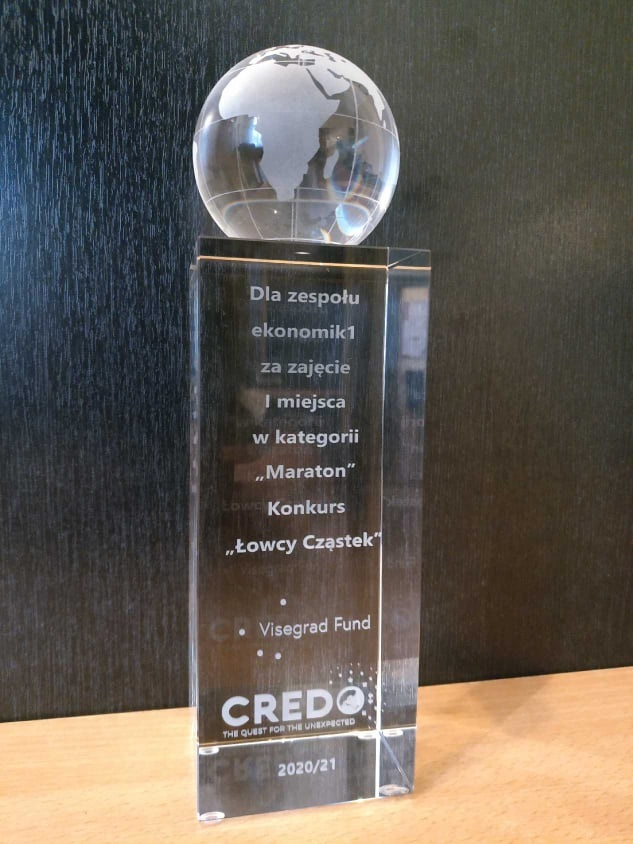 Dla zespołu
ekonomik1
za zajęcie
I miejsca
w kategorii
„Maraton”
Konkurs
„Łowcy Cząstek”
Visegrad Fund
CREDO
THE QUEST FOR THE UNEXPECTED
2020/21